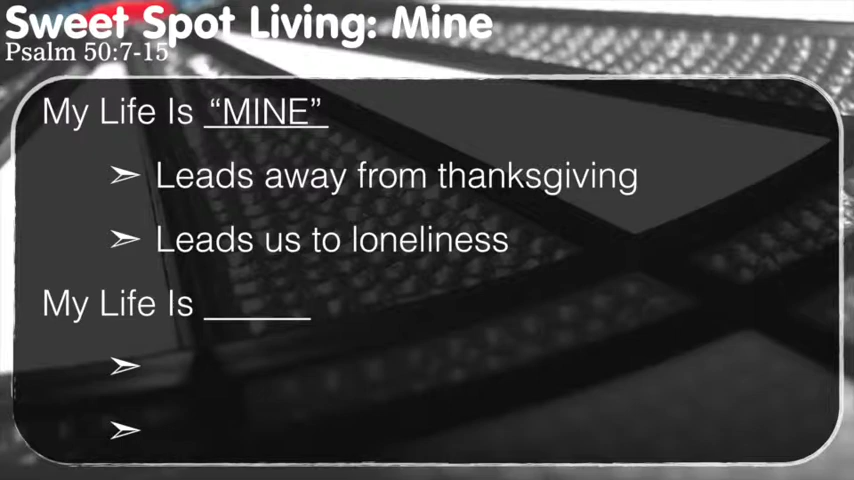 Sweet Spot Living: Mine
Psalm 50:7-15
My Life Is “MINE”
➢ Leads away from thanksgiving
➢ Leads us to loneliness
My Life Is ______
➢
➢